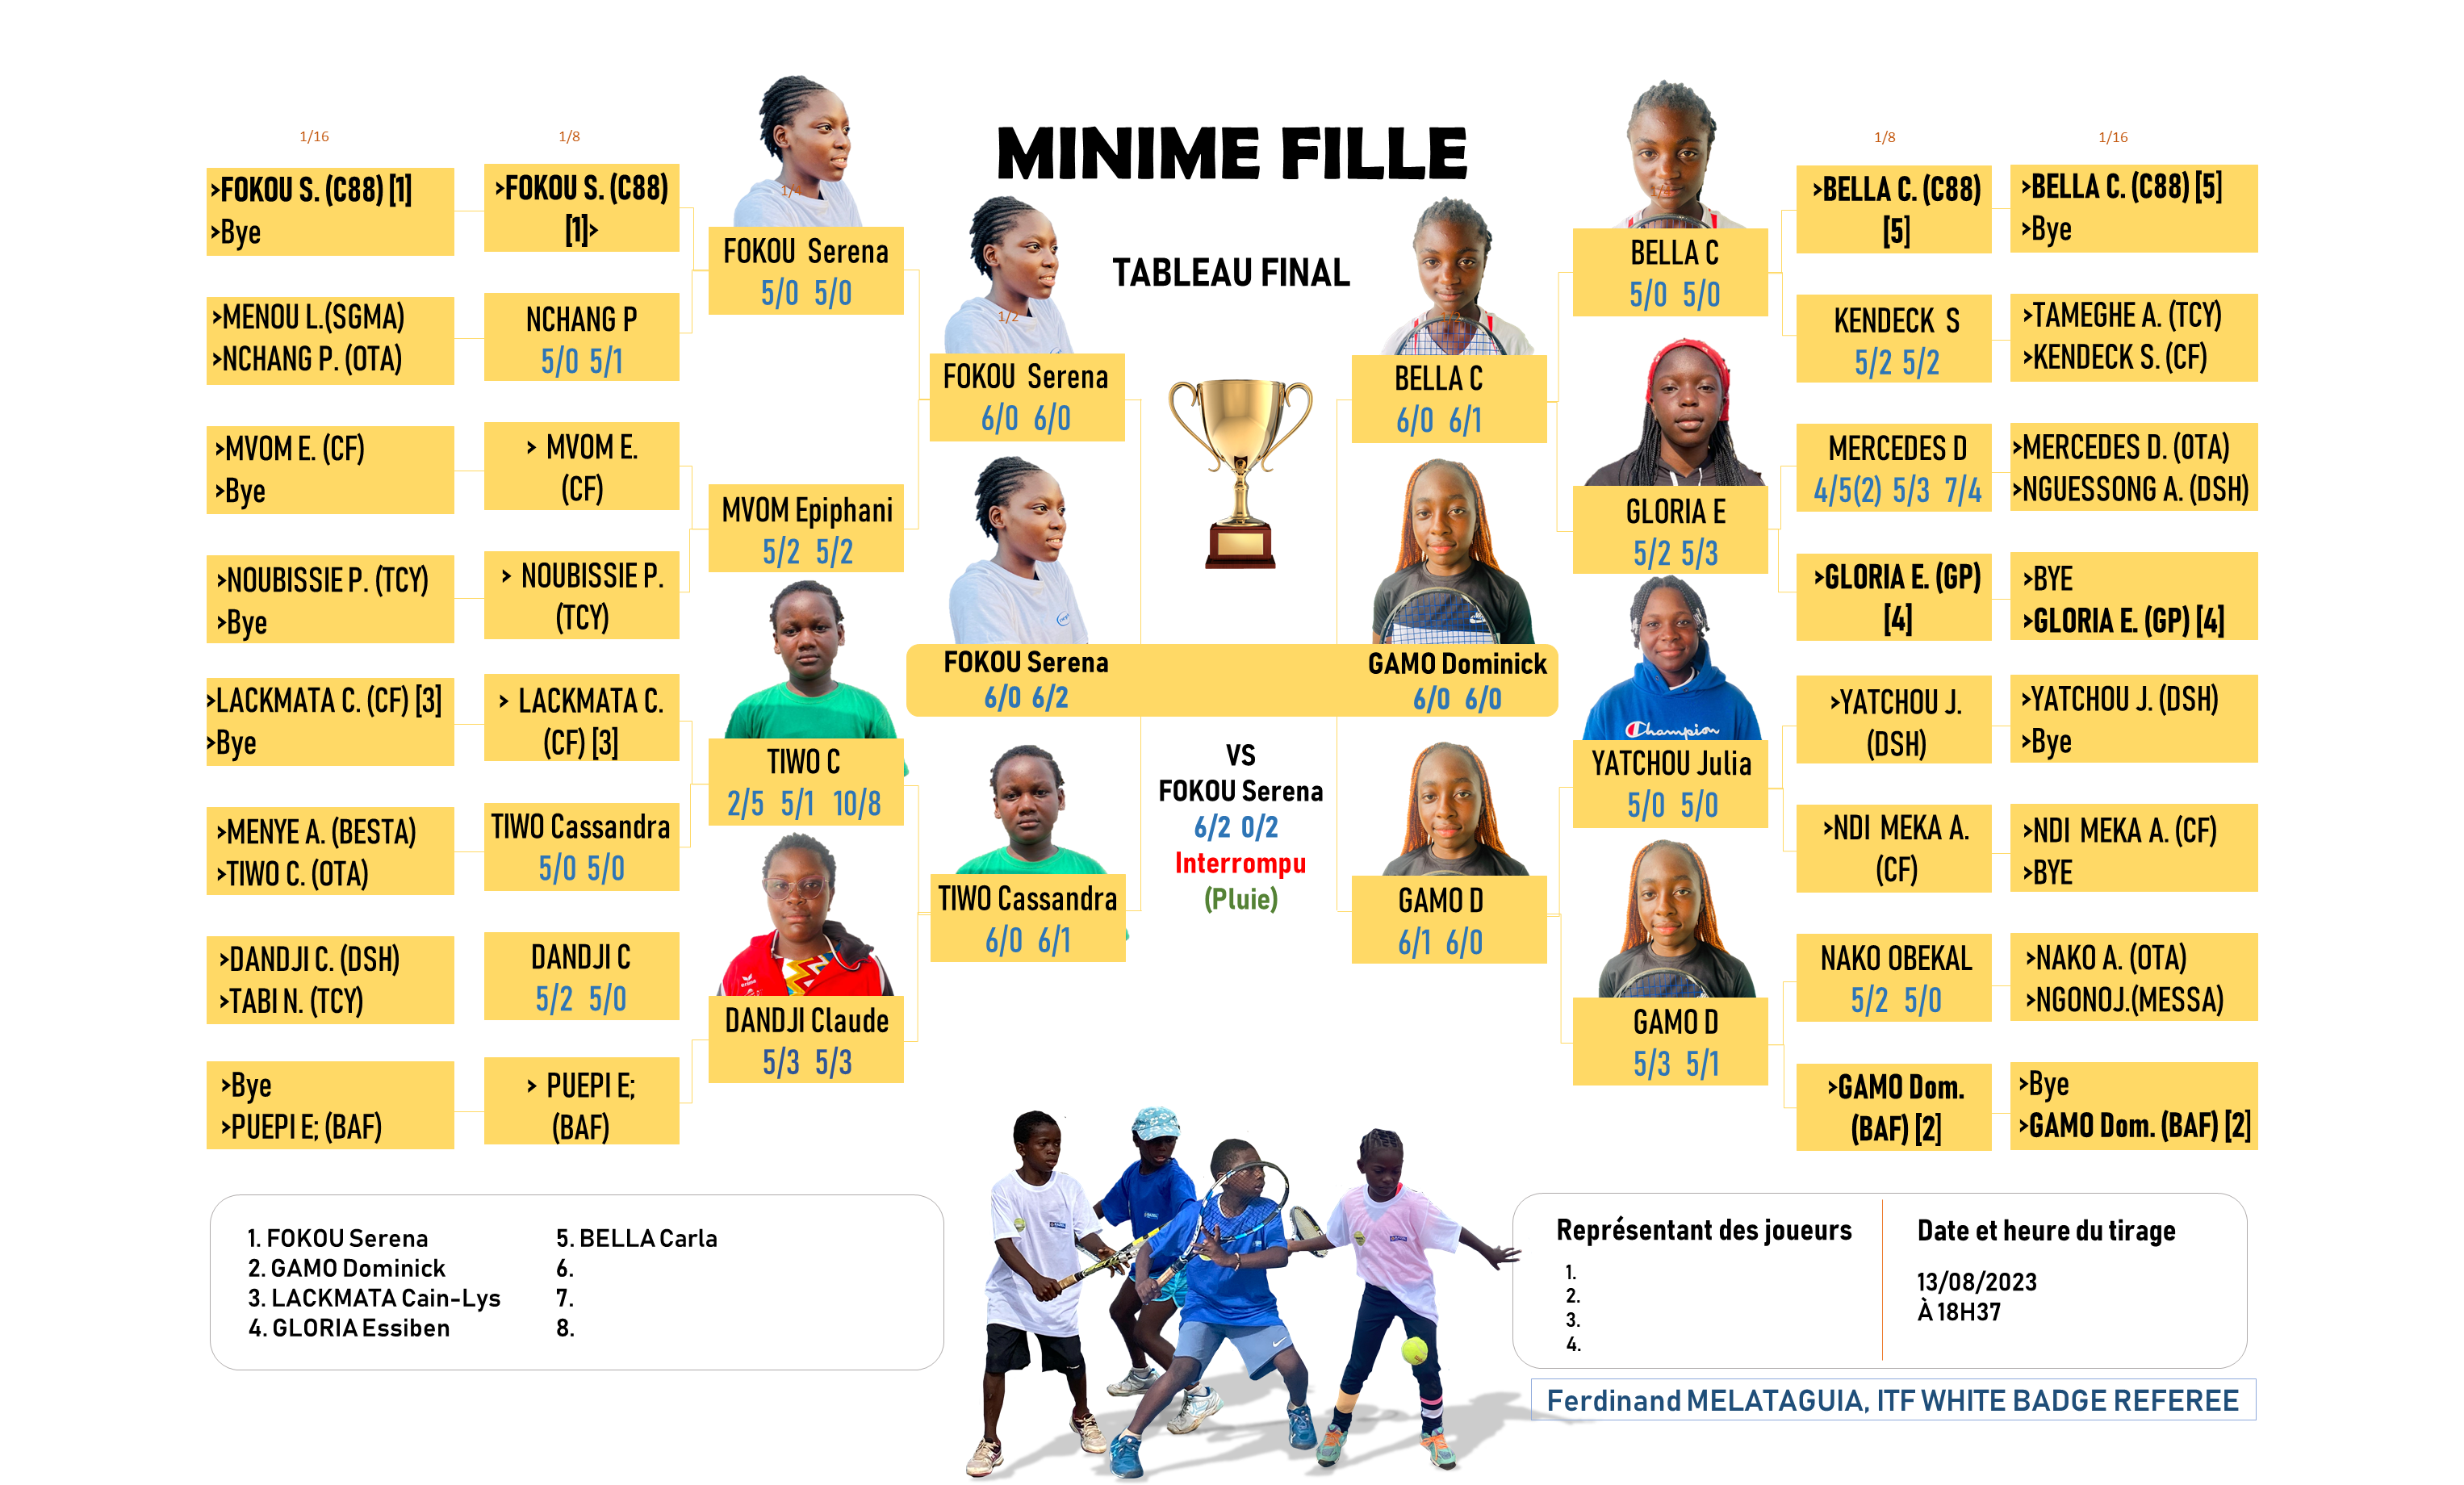 MINIME FILLE
TABLEAU FINAL
1/16
>FOKOU S. (C88) [1]
>Bye
>MENOU L.(SGMA)
>NCHANG P. (OTA)
>MVOM E. (CF)
>Bye
>NOUBISSIE P. (TCY)
>Bye
>LACKMATA C. (CF) [3]
>Bye
>MENYE A. (BESTA)
>TIWO C. (OTA)
>DANDJI C. (DSH)
>TABI N. (TCY)
>Bye
>PUEPI E; (BAF)
1/8
>FOKOU S. (C88)
[1]>
NCHANG P
5/0 5/1
> MVOM E.
(CF)
> NOUBISSIE P.
(TCY)
> LACKMATA C.
(CF) [3]
TIWO Cassandra
5/0 5/0
DANDJI C
5/2 5/0
> PUEPI E;
(BAF)
FOKOU Serena
5/0 5/0
MVOM Epiphani
5/2 5/2
TIWO C
2/5 5/1 10/8
DANDJI Claude
5/3 5/3
1/2
FOKOU Serena
6/0 6/0
TIWO Cassandra
6/0 6/1
FOKOU Serena
6/0 6/2
GAMO Dominick
6/0 6/0
VS
FOKOU Serena
6/2 0/2
Interrompu
(Pluie)
BELLA C
6/0 6/1
GAMO D
6/1 6/0
BELLA C
5/0 5/0
GLORIA E
5/2 5/3
Champion
YATCHOU Julia
5/0 5/0
GAMO D
5/3 5/1
1/8
>BELLA C. (C88)
[5]
KENDECK S
5/2 5/2
MERCEDES D
4/5(2) 5/3 7/4
>GLORIA E. (GP)
[4]
>YATCHOU J.
(DSH)
>NDI MEKA A.
(CF)
NAKO OBEKAL
5/2 5/0
>GAMO Dom.
(BAF) [2]
1/16
>BELLA C. (C88) [5]
>Bye
>TAMEGHE A. (TCY)
>KENDECK S. (CF)
>MERCEDES D. (OTA)
>NGUESSONG A. (DSH)
>BYE
>GLORIA E. (GP) [4]
>YATCHOU J. (DSH)
>Bye
>NDI MEKA A. (CF)
>BYE
>NAKO A. (OTA)
>NGONOJ.(MESSA)
>Bye
>GAMO Dom. (BAF) [2]
1. FOKOU Serena
2. GAMO Dominick
3. LACKMATA Cain-Lys
4. GLORIA Essiben
5. BELLA Carla
6.
7.
8.
Représentant des joueurs
1.
2.
3.
4.
Date et heure du tirage
13/08/2023
À 18H37
Ferdinand MELATAGUIA, ITF WHITE BADGE REFEREE